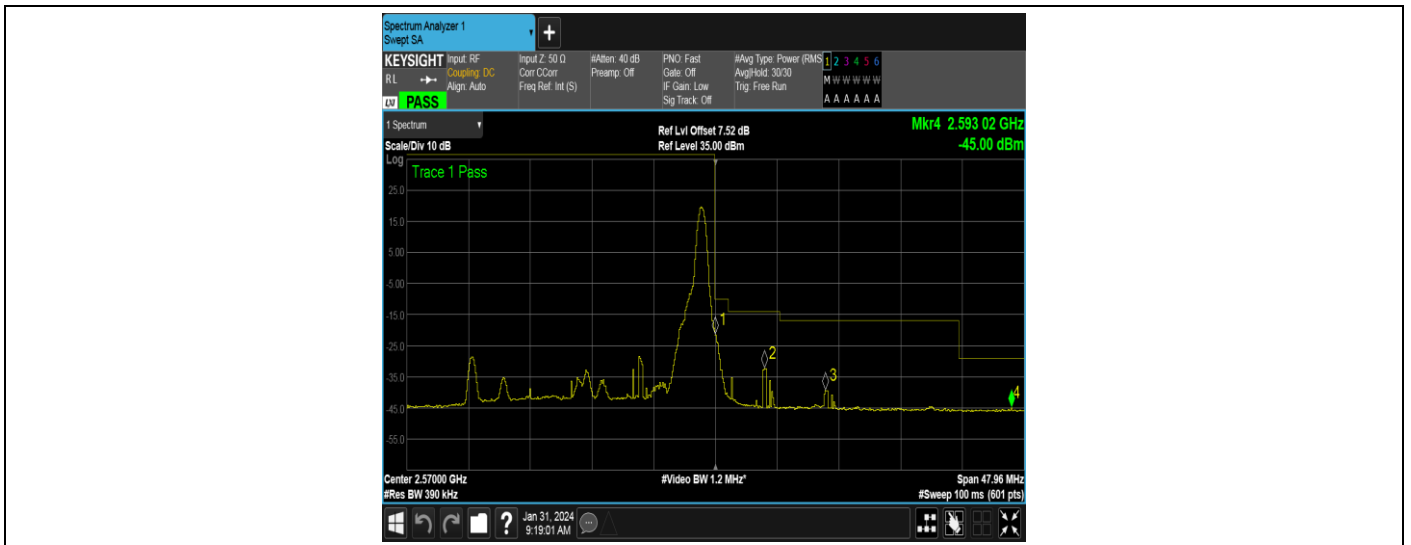 Spectrum Analyzer 1
Swept SA
+
KEYSIGHT
RL
LXI PASS
Input: RF
Coupling: DC
Align: Auto
Input Z: 50 Ω
Corr CCorr
Freq Ref: Int (S)
#Atten: 40 dB
Preamp: Off
PNO: Fast
Gate: Off
IF Gain: Low
Sig Track: Off
#Avg Type: Power (RMS
Avg|Hold: 30/30
Trig: Free Run
1 2 3 4 5 6
M W W W W W
A A A A A A
1 Spectrum
Scale/Div 10 dB
Ref Lvl Offset 7.52 dB
Ref Level 35.00 dBm
Mkr4 2.593 02 GHz
-45.00 dBm
Log
Trace 1 Pass
25.0
15.0
5.00
-5.00
-15.0
-25.0
-35.0
-45.0
-55.0
1
2
3
4
Center 2.57000 GHz
#Res BW 390 kHz
#Video BW 1.2 MHz*
Span 47.96 MHz
#Sweep 100 ms (601 pts)
?
Jan 31, 2024
9:19:01 AM